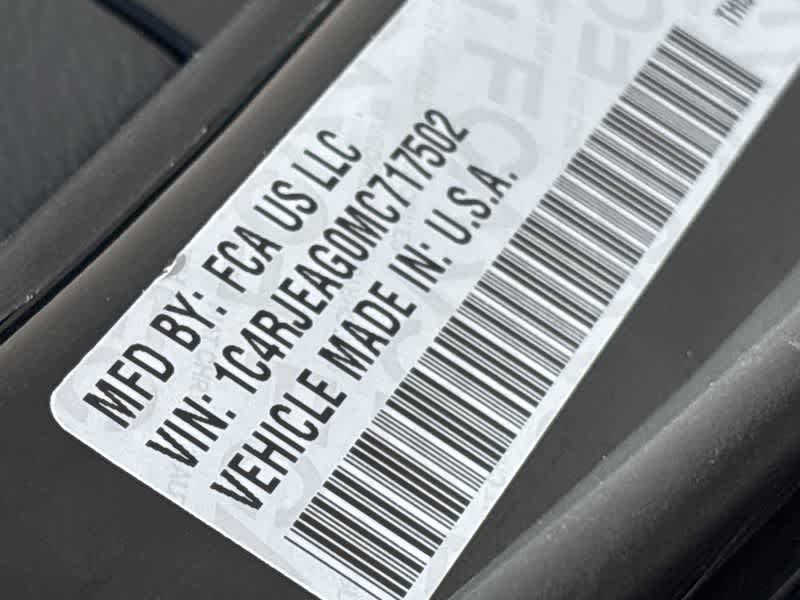 MFD BY: FCA US LLC
VIN: 1C4RJEAG0MC717502
VEHICLE MADE IN: U.S.A.